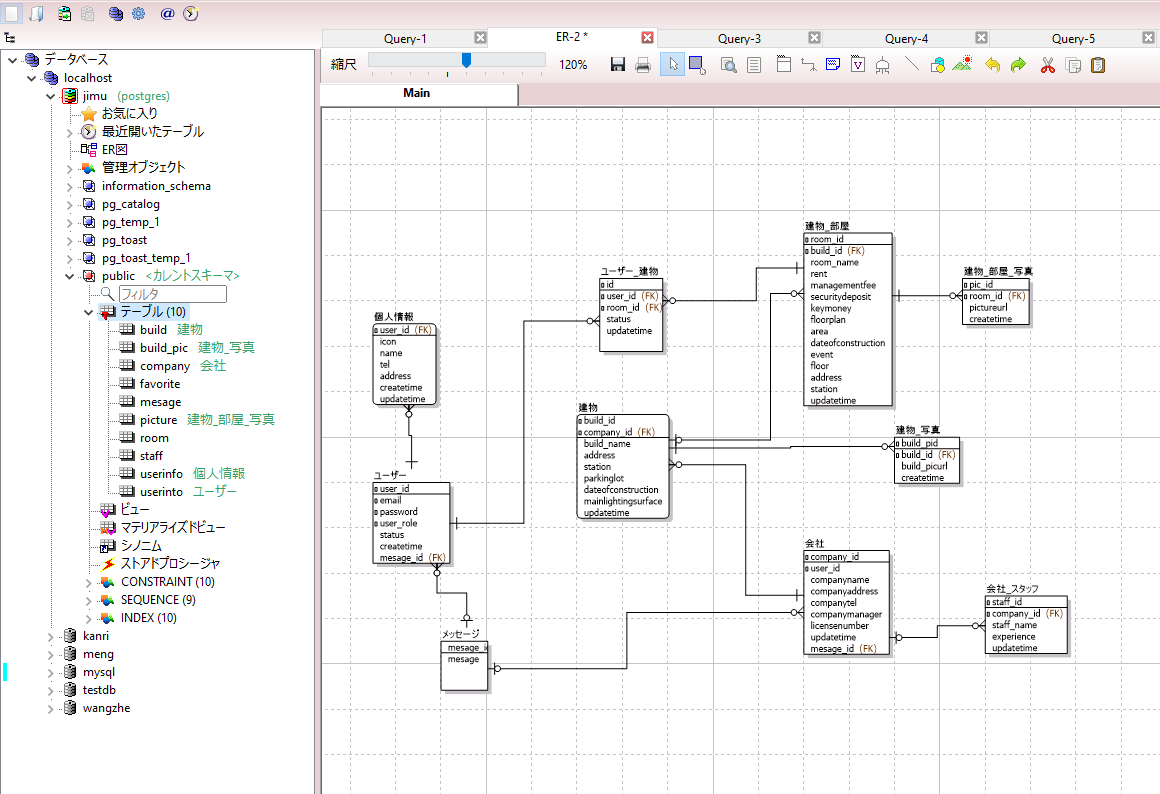 Query-1
ER-2 *
Query-3
Query-4
Query-5
縮尺
120%
Main
データベース
localhost
jimu (postgres)
お気に入り
最近開いたテーブル
ER図
管理オブジェクト
information_schema
pg_catalog
pg_temp_1
pg_toast
pg_toast_temp_1
public <カレントスキーマ>
フィルタ
テーブル (10)
build 建物
build_pic 建物_写真
company 会社
favorite
mesage
picture 建物_部屋_写真
room
staff
userinfo 個人情報
userinto ユーザー
ビュー
マテリアライズドビュー
シノニム
ストアドプロシージャ
CONSTRAINT (10)
SEQUENCE (9)
INDEX (10)
kanri
meng
mysql
testdb
wangzhe
個人情報
user_id (FK)
icon
name
tel
address
createtime
updatetime
ユーザー
user_id
email
password
user_role
status
createtime
mesage_id (FK)
メッセージ
mesage_i
mesage
ユーザー_建物
id
user_id (FK)
room_id (FK)
status
updatetime
建物
build_id
company_id (FK)
build_name
address
station
parkinglot
dateofconstruction
mainlightingsurface
updatetime
建物_部屋
room_id
build_id (FK)
room_name
rent
managementfee
securitydeposit
keymoney
floorplan
area
dateofconstruction
event
floor
address
station
updatetime
建物_部屋_写真
pic_id
room_id (FK)
pictureurl
createtime
建物_写真
build_pid
build_id (FK)
build_picurl
createtime
会社
company_id
user_id
companyname
companyaddress
companytel
companymanager
licensenumber
updatetime
mesage_id (FK)
会社_スタッフ
staff_id
company_id (FK)
staff_name
experience
updatetime